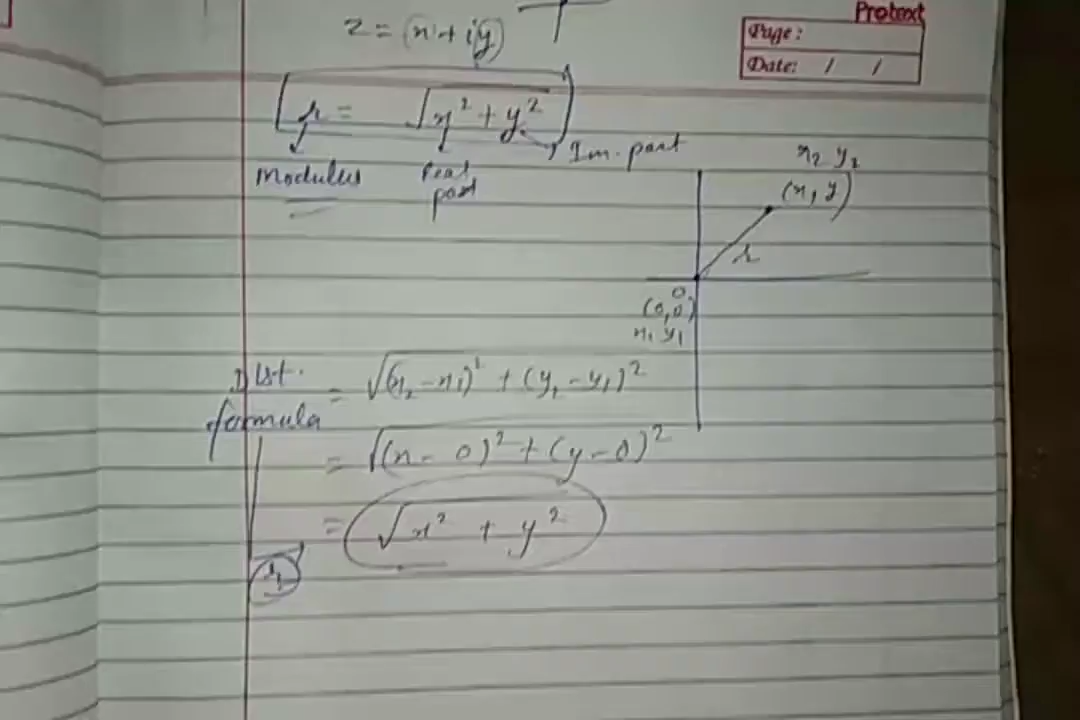 Protext
Page:
Date: / /
z = (x + iy)
r = √x² + y²
Modulus
Real part
Im. part
x₂ y₂
(x, y)
r
0
(0,0)
x₁ y₁
Dist. formula = √(x₂ - x₁)² + (y₂ - y₁)²
= √(x - 0)² + (y - 0)²
= √x² + y²